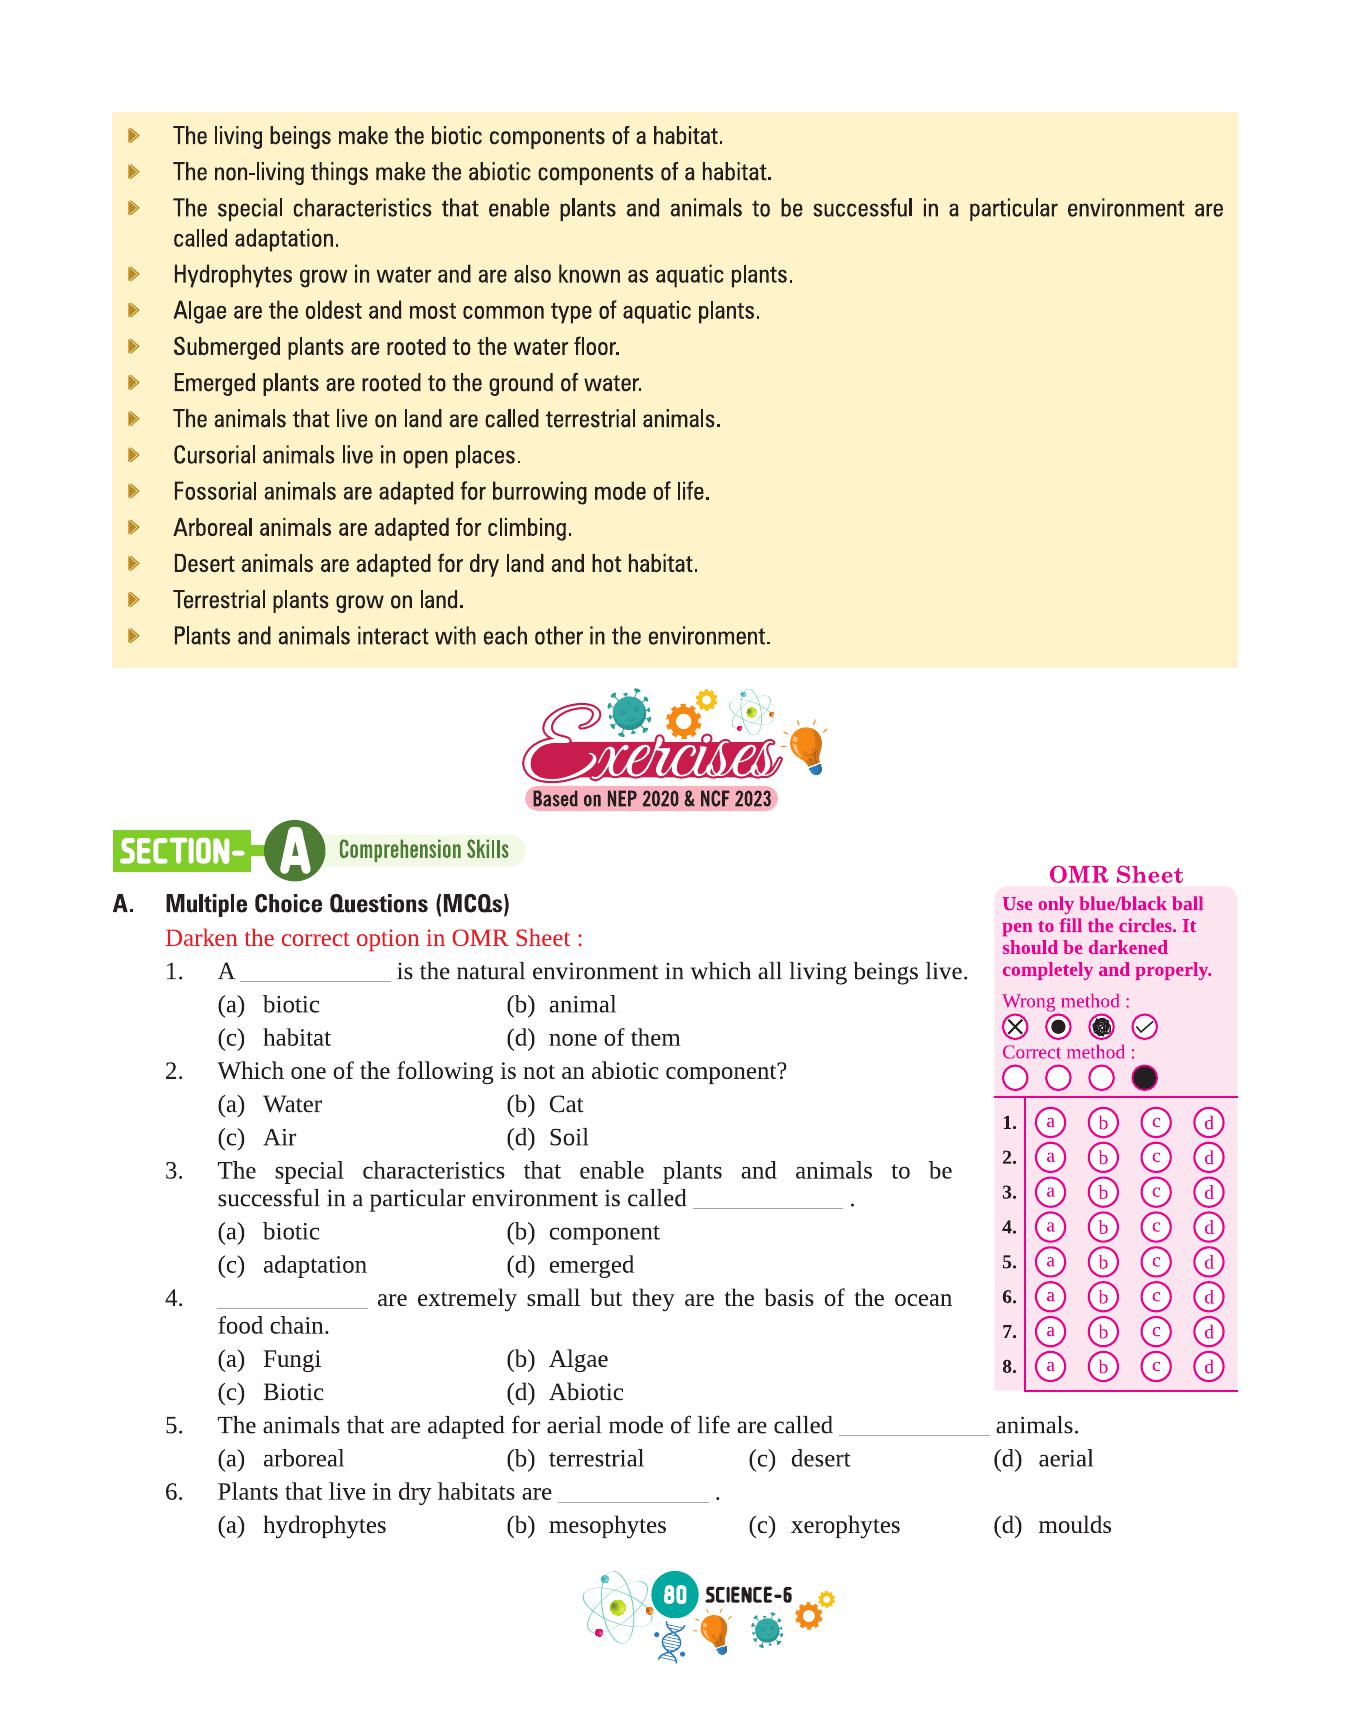 The living beings make the biotic components of a habitat.
The non-living things make the abiotic components of a habitat.
The special characteristics that enable plants and animals to be successful in a particular environment are
called adaptation.
Hydrophytes grow in water and are also known as aquatic plants.
Algae are the oldest and most common type of aquatic plants.
Submerged plants are rooted to the water floor.
Emerged plants are rooted to the ground of water.
The animals that live on land are called terrestrial animals.
Cursorial animals live in open places.
Fossorial animals are adapted for burrowing mode of life.
Arboreal animals are adapted for climbing.
Desert animals are adapted for dry land and hot habitat.
Terrestrial plants grow on land.
Plants and animals interact with each other in the environment.
Exercises
Based on NEP 2020 & NCF 2023
SECTION- A Comprehension Skills
A. Multiple Choice Questions (MCQs)
Darken the correct option in OMR Sheet :
1. A ____________ is the natural environment in which all living beings live.
(a) biotic (b) animal
(c) habitat (d) none of them
2. Which one of the following is not an abiotic component?
(a) Water (b) Cat
(c) Air (d) Soil
3. The special characteristics that enable plants and animals to be
successful in a particular environment is called ____________ .
(a) biotic (b) component
(c) adaptation (d) emerged
4. ____________ are extremely small but they are the basis of the ocean
food chain.
(a) Fungi (b) Algae
(c) Biotic (d) Abiotic
5. The animals that are adapted for aerial mode of life are called ____________ animals.
(a) arboreal (b) terrestrial (c) desert (d) aerial
6. Plants that live in dry habitats are ____________ .
(a) hydrophytes (b) mesophytes (c) xerophytes (d) moulds
OMR Sheet
Use only blue/black ball
pen to fill the circles. It
should be darkened
completely and properly.
Wrong method :
Correct method :
1. a b c d
2. a b c d
3. a b c d
4. a b c d
5. a b c d
6. a b c d
7. a b c d
8. a b c d
80 SCIENCE-6